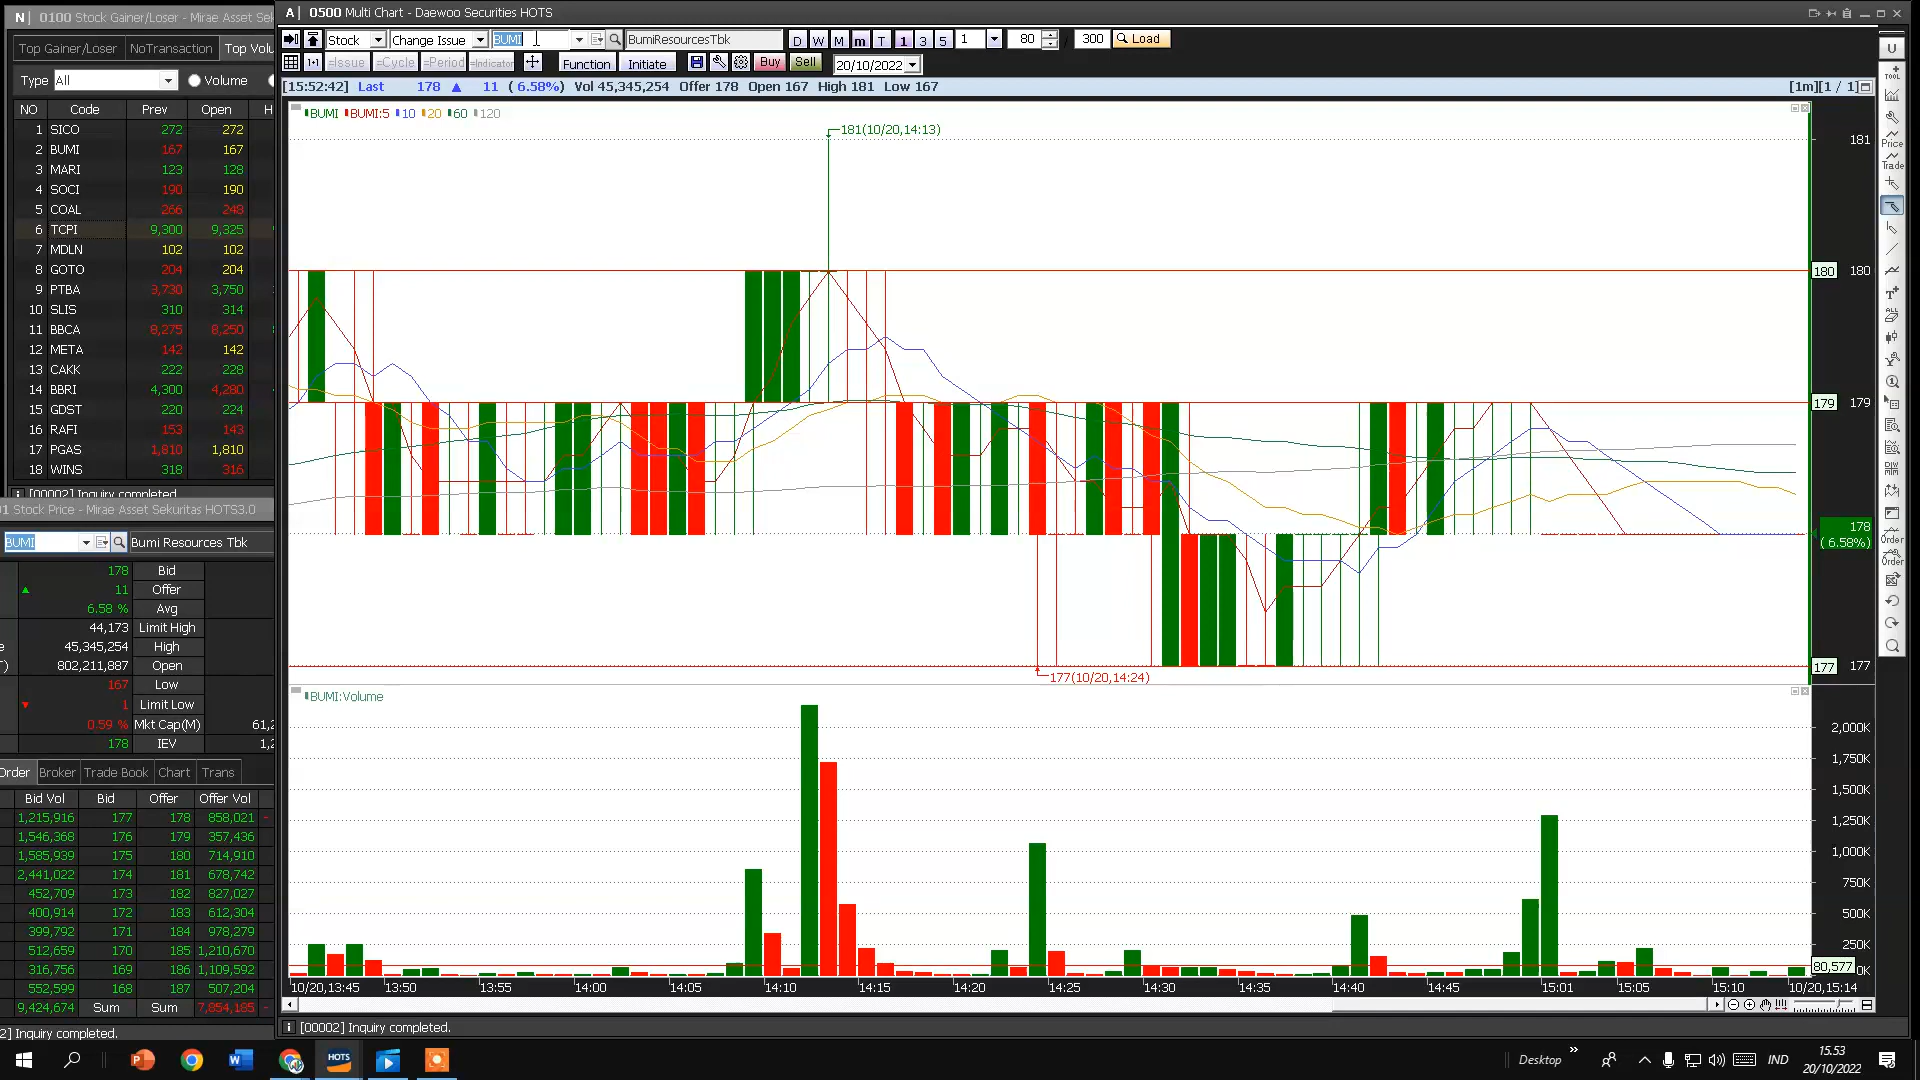 N | 0100 Stock Gainer/Loser - Mirae Asset Sek
Top Gainer/Loser NoTransaction Top Volu
Type All Volume
NO Code Prev Open H
1 SICO 272 272
2 BUMI 167 167
3 MARI 123 128
4 SOCI 190 190
5 COAL 266 248
6 TCPI 9,300 9,325
7 MDLN 102 102
8 GOTO 204 204
9 PTBA 3,730 3,750
10 SLIS 310 314
11 BBCA 8,275 8,250
12 META 142 142
13 CAKK 222 228
14 BBRI 4,300 4,280
15 GDST 220 224
16 RAFI 153 143
17 PGAS 1,810 1,810
18 WINS 318 316
[00002] Inquiry completed
01 Stock Price - Mirae Asset Sekuritas HOTS3.0
BUMI Bumi Resources Tbk
178 Bid
11 Offer
6.58 % Avg
44,173 Limit High
45,345,254 High
802,211,887 Open
167 Low
1 Limit Low
0.59 % Mkt Cap(M) 61,2
178 IEV 1,2
Order Broker Trade Book Chart Trans
Bid Vol Bid Offer Offer Vol
1,215,916 177 178 858,021
1,546,368 176 179 357,436
1,585,939 175 180 714,910
2,441,022 174 181 678,742
452,709 173 182 827,027
400,914 172 183 612,304
399,792 171 184 978,279
512,659 170 185 1,210,670
316,756 169 186 1,109,592
552,599 168 187 507,204
9,424,674 Sum Sum 7,854,185
2] Inquiry completed.
A | 0500 Multi Chart - Daewoo Securities HOTS
Stock Change Issue BUMI BumiResourcesTbk D W M m T 1 3 5 1 80 300 Load
=Issue =Cycle =Period =Indicator Function Initiate Buy Sell 20/10/2022
[15:52:42] Last 178 ▲ 11 ( 6.58%) Vol 45,345,254 Offer 178 Open 167 High 181 Low 167 [1m][1 / 1]
BUMI BUMI:5 10 20 60 120
181(10/20,14:13)
181
180 180
179 179
178
( 6.58%)
177 177
177(10/20,14:24)
BUMI:Volume
2,000K
1,750K
1,500K
1,250K
1,000K
750K
500K
250K
80,577 0K
10/20,13:45 13:50 13:55 14:00 14:05 14:10 14:15 14:20 14:25 14:30 14:35 14:40 14:45 15:01 15:05 15:10 10/20,15:14
[00002] Inquiry completed.
U
TOOL
Price
Trade
ALL
Order
Order
HOTS
Desktop
IND
15.53
20/10/2022